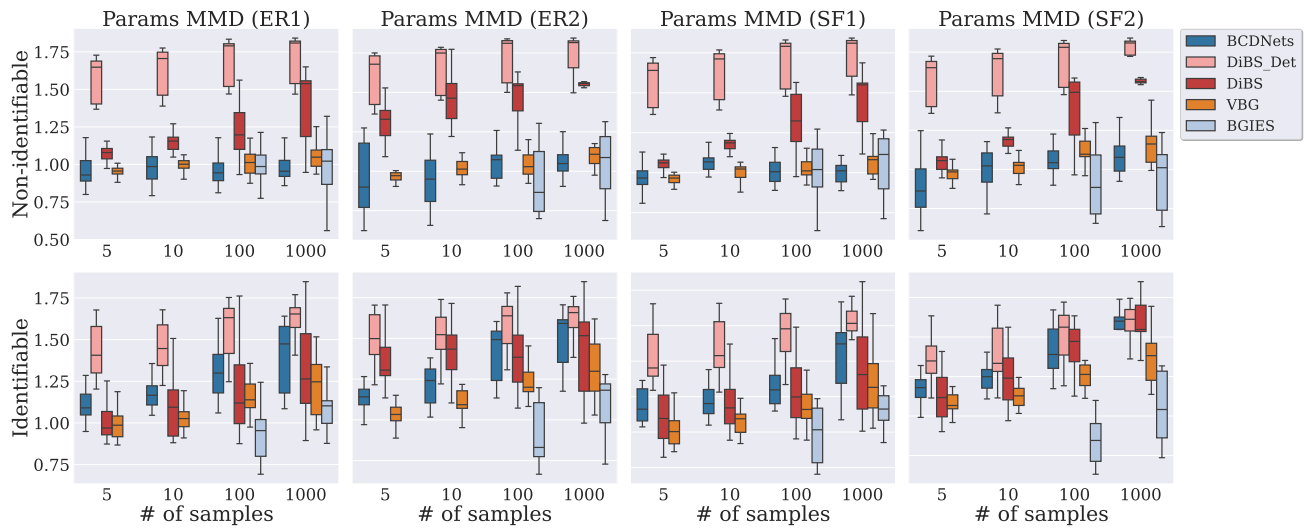 Params MMD (ER1) Params MMD (ER2) Params MMD (SF1) Params MMD (SF2)
BCDNets
DiBS_Det
DiBS
VBG
BGIES
Non-identifiable
1.75
1.50
1.25
1.00
0.75
0.50
5 10 100 1000 5 10 100 1000 5 10 100 1000 5 10 100 1000
Identifiable
1.75
1.50
1.25
1.00
0.75
5 10 100 1000 5 10 100 1000 5 10 100 1000 5 10 100 1000
# of samples # of samples # of samples # of samples